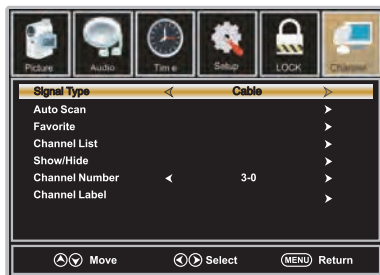 Picture Audio Time Setup LOCK Channel
Signal Type Cable
Auto Scan
Favorite
Channel List
Show/Hide
Channel Number 3-0
Channel Label
Move Select MENU Return